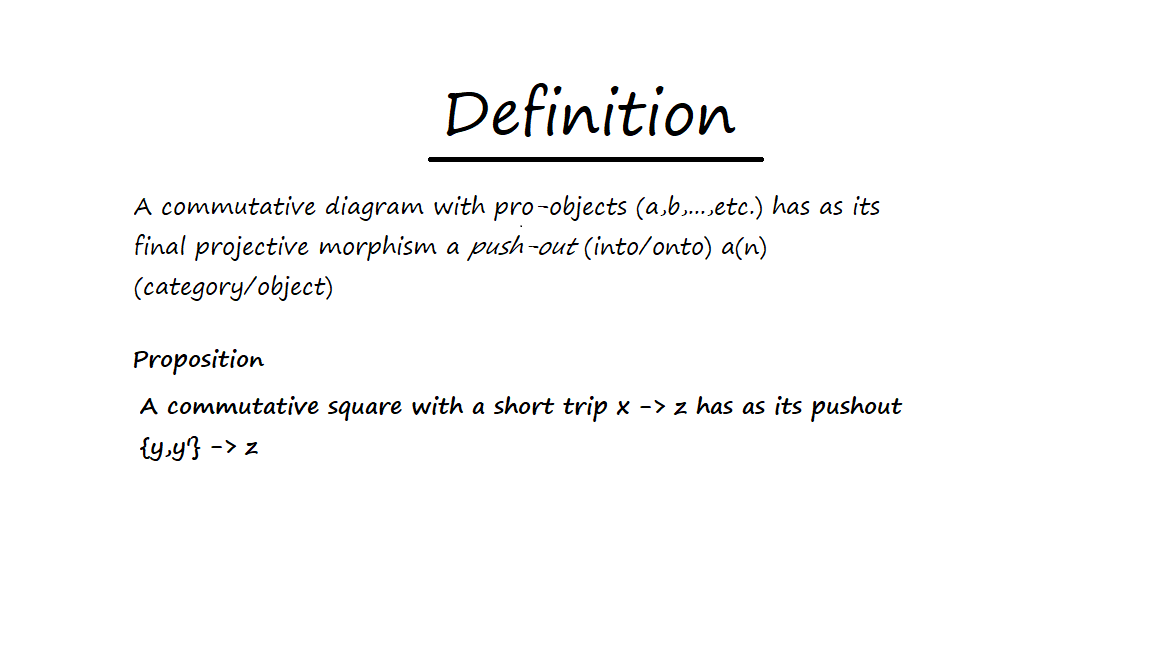 Definition
A commutative diagram with pro-objects (a,b,...,etc.) has as its
final projective morphism a push-out (into/onto) a(n)
(category/object)
Proposition
A commutative square with a short trip x -> z has as its pushout
{y,y'} -> z